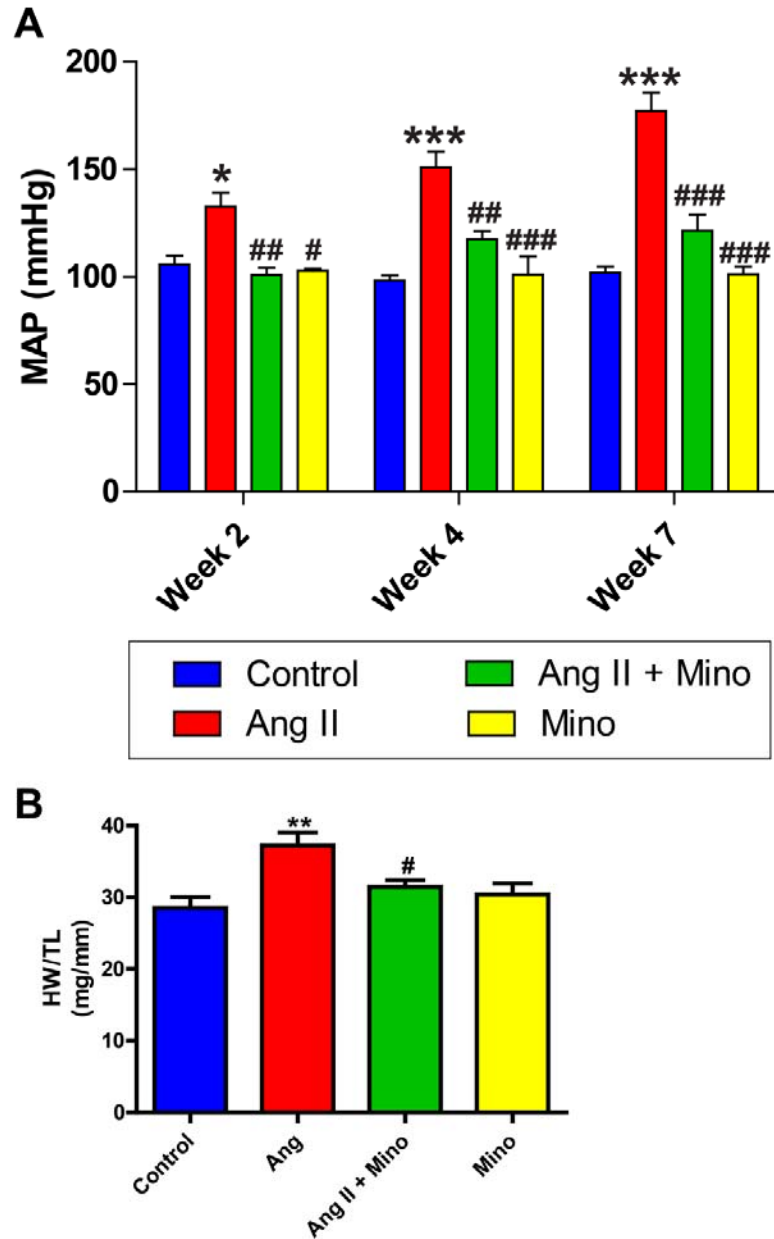 A
MAP (mmHg)
200
150
100
50
0
*
##
#
***
##
###
***
###
###
Week 2
Week 4
Week 7
Control
Ang II + Mino
Ang II
Mino
B
HW/TL
(mg/mm)
40
30
20
10
0
**
#
Control
Ang
Ang II + Mino
Mino